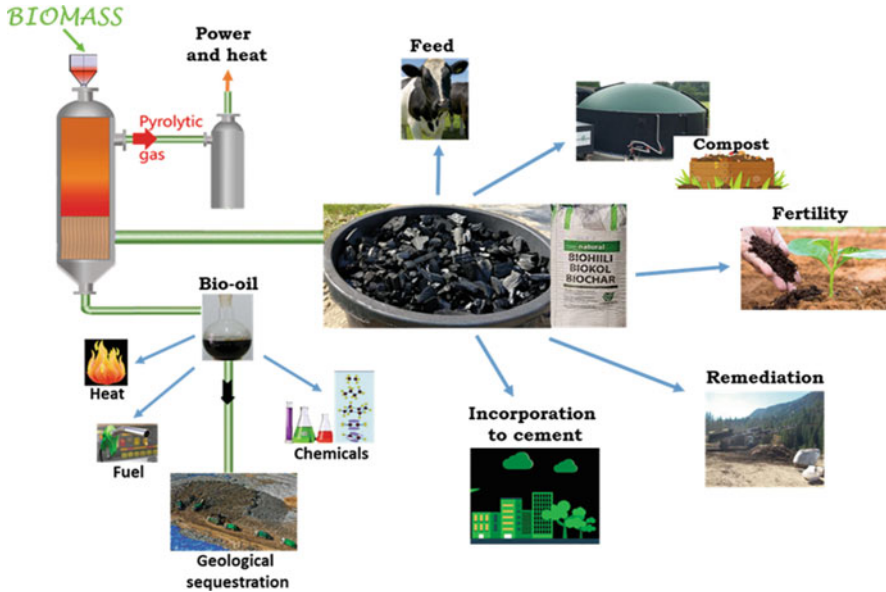 BIOMASS
Power
and heat
Pyrolytic
gas
Feed
Compost
Fertility
natural
BIOHIILI
BIOKOL
BIOCHAR
Bio-oil
Heat
Fuel
Chemicals
Geological
sequestration
Incorporation
to cement
Remediation